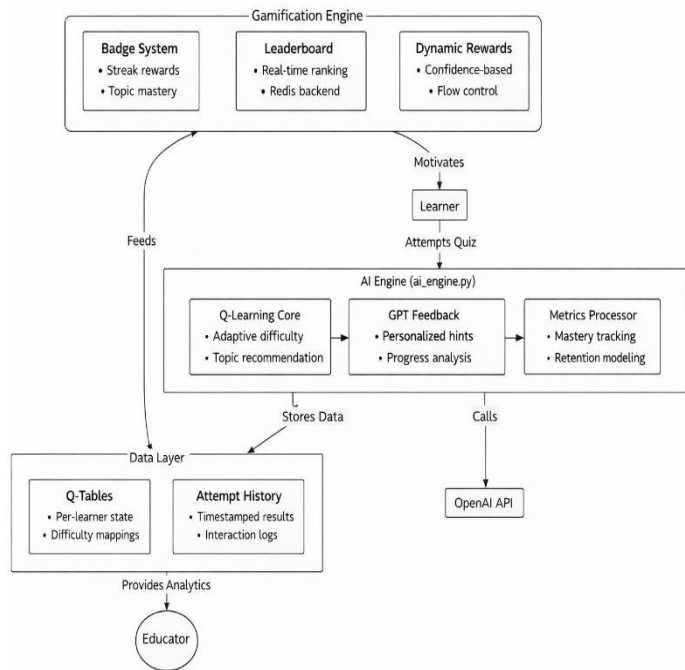 Gamification Engine
Badge System
• Streak rewards
• Topic mastery
Leaderboard
• Real-time ranking
• Redis backend
Dynamic Rewards
• Confidence-based
• Flow control
Motivates
Learner
Feeds
Attempts Quiz
AI Engine (ai_engine.py)
Q-Learning Core
• Adaptive difficulty
• Topic recommendation
GPT Feedback
• Personalized hints
• Progress analysis
Metrics Processor
• Mastery tracking
• Retention modeling
Stores Data
Calls
Data Layer
Q-Tables
• Per-learner state
• Difficulty mappings
Attempt History
• Timestamped results
• Interaction logs
OpenAI API
Provides Analytics
Educator